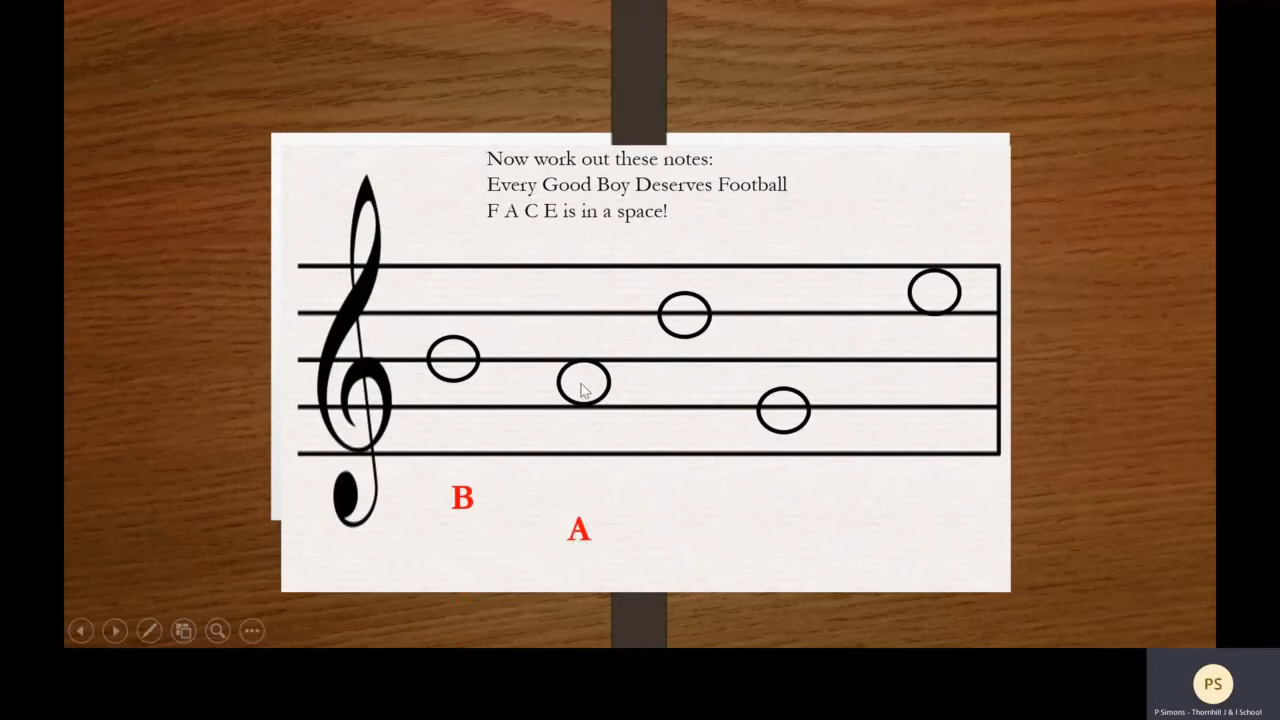 Now work out these notes:
Every Good Boy Deserves Football
F A C E is in a space!
B
A
PS
P Simons - Thornhill J & I School